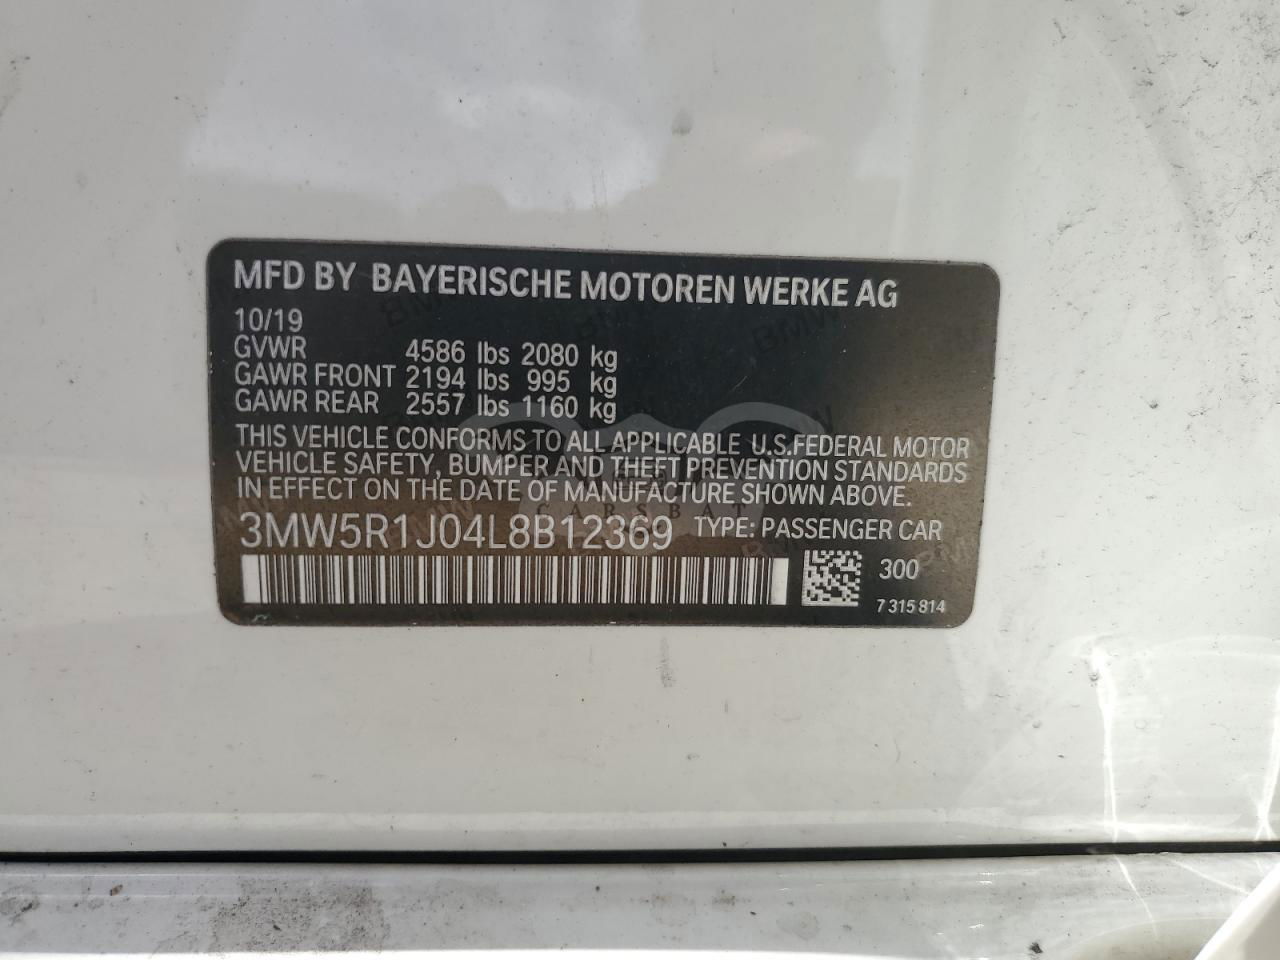 MFD BY BAYERISCHE MOTOREN WERKE AG
10/19
GVWR 4586 lbs 2080 kg
GAWR FRONT 2194 lbs 995 kg
GAWR REAR 2557 lbs 1160 kg
THIS VEHICLE CONFORMS TO ALL APPLICABLE U.S.FEDERAL MOTOR
VEHICLE SAFETY, BUMPER AND THEFT PREVENTION STANDARDS
IN EFFECT ON THE DATE OF MANUFACTURE SHOWN ABOVE.
CARSBAT
3MW5R1J04L8B12369 TYPE: PASSENGER CAR
300
7 315 814